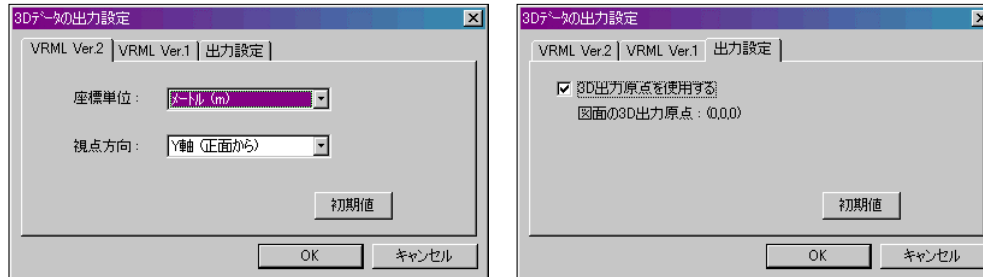 3Dデータの出力設定
VRML Ver.2 VRML Ver.1 出力設定
座標単位: メートル (m)
視点方向: Y軸 (正面から)
初期値
OK キャンセル
3Dデータの出力設定
VRML Ver.2 VRML Ver.1 出力設定
3D出力原点を使用する
図面の3D出力原点:(0,0,0)
初期値
OK キャンセル